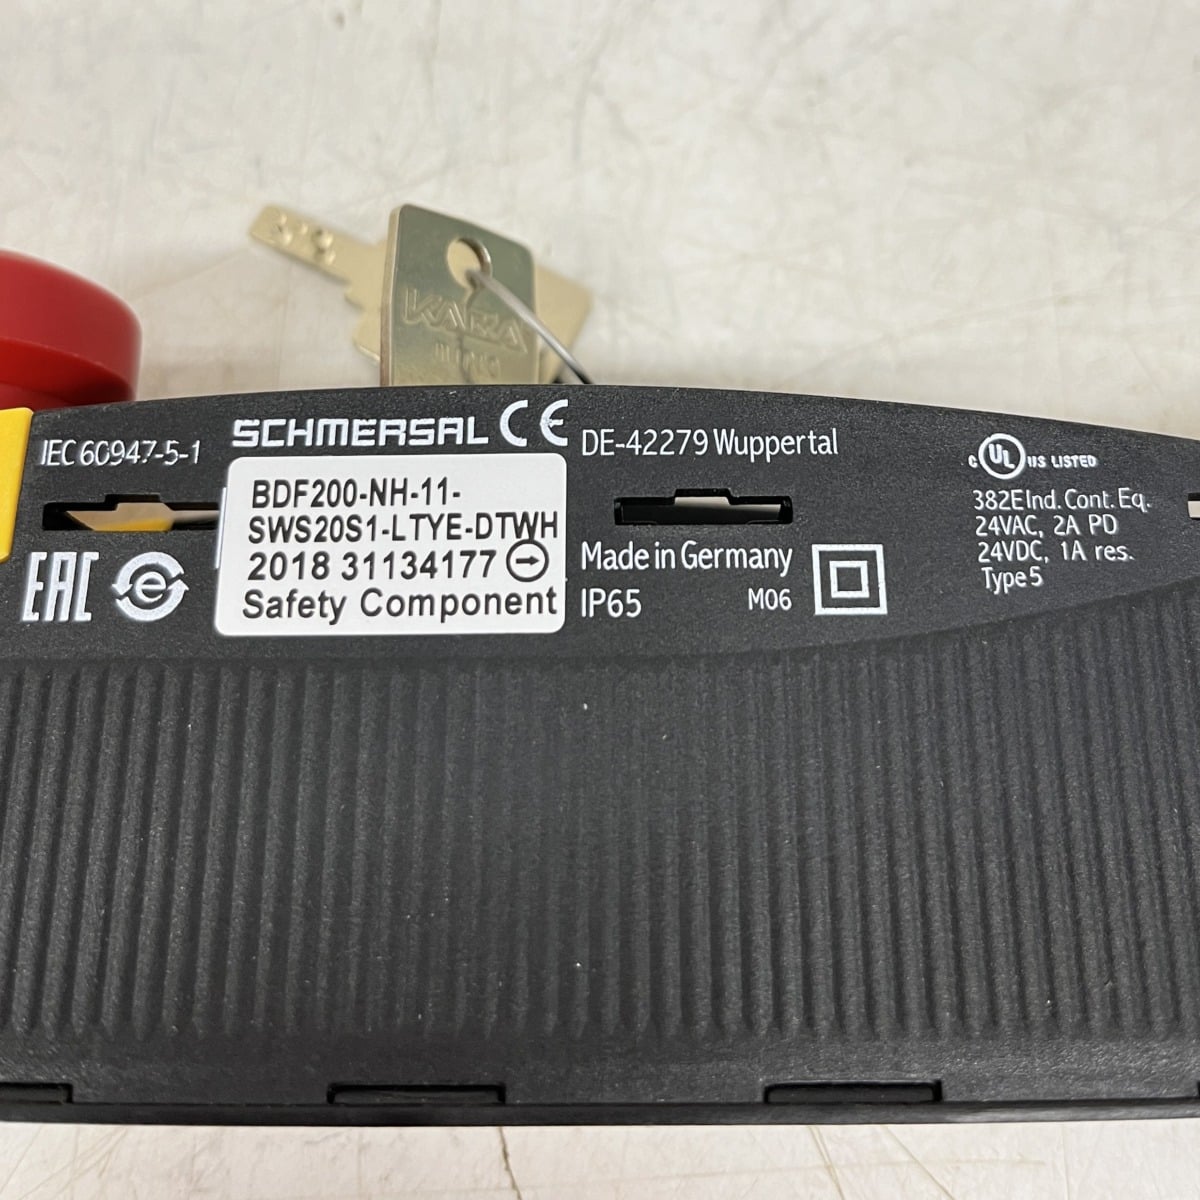 KABA
IEC 60947-5-1
SCHMERSAL CE
DE-42279 Wuppertal
BDF200-NH-11-
SWS20S1-LTYE-DTWH
2018 31134177
Safety Component
EAC
e
Made in Germany
IP65
M06
C UL US LISTED
382E Ind. Cont. Eq.
24VAC, 2A PD
24VDC, 1A res.
Type 5